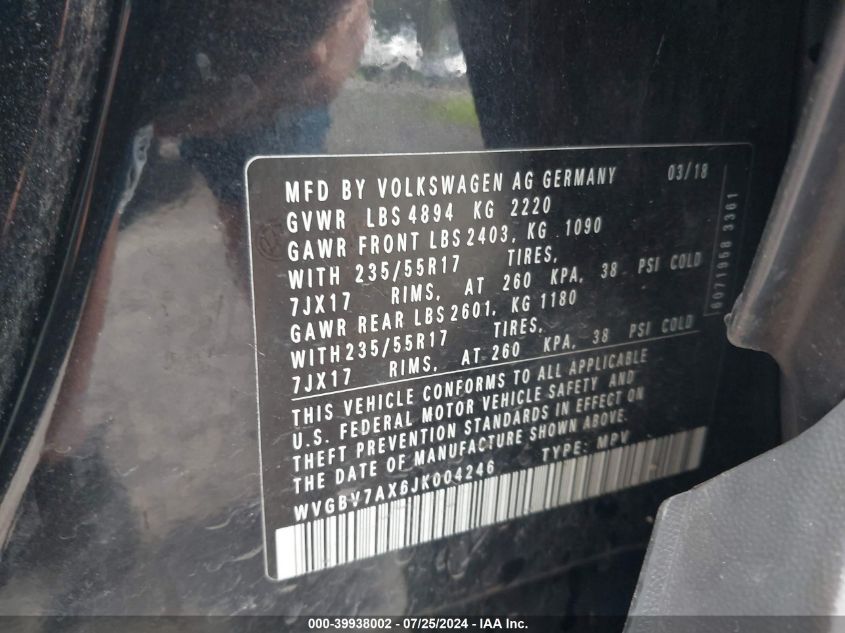 MFD BY VOLKSWAGEN AG GERMANY 03/18
GVWR LBS 4894 KG 2220
GAWR FRONT LBS 2403, KG 1090
WITH 235/55R17 TIRES,
7JX17 RIMS, AT 260 KPA, 38 PSI COLD
GAWR REAR LBS 2601, KG 1180
WITH 235/55R17 TIRES,
7JX17 RIMS, AT 260 KPA, 38 PSI COLD
THIS VEHICLE CONFORMS TO ALL APPLICABLE
U.S. FEDERAL MOTOR VEHICLE SAFETY AND
THEFT PREVENTION STANDARDS IN EFFECT ON
THE DATE OF MANUFACTURE SHOWN ABOVE.
WVGBV7AX6JK004246 TYPE: MPV
6071968 3361
000-39938002 - 07/25/2024 - IAA Inc.